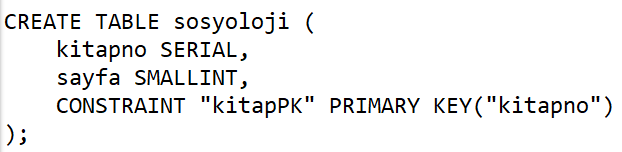 CREATE TABLE sosyoloji (
    kitapno SERIAL,
    sayfa SMALLINT,
    CONSTRAINT "kitapPK" PRIMARY KEY("kitapno")
);